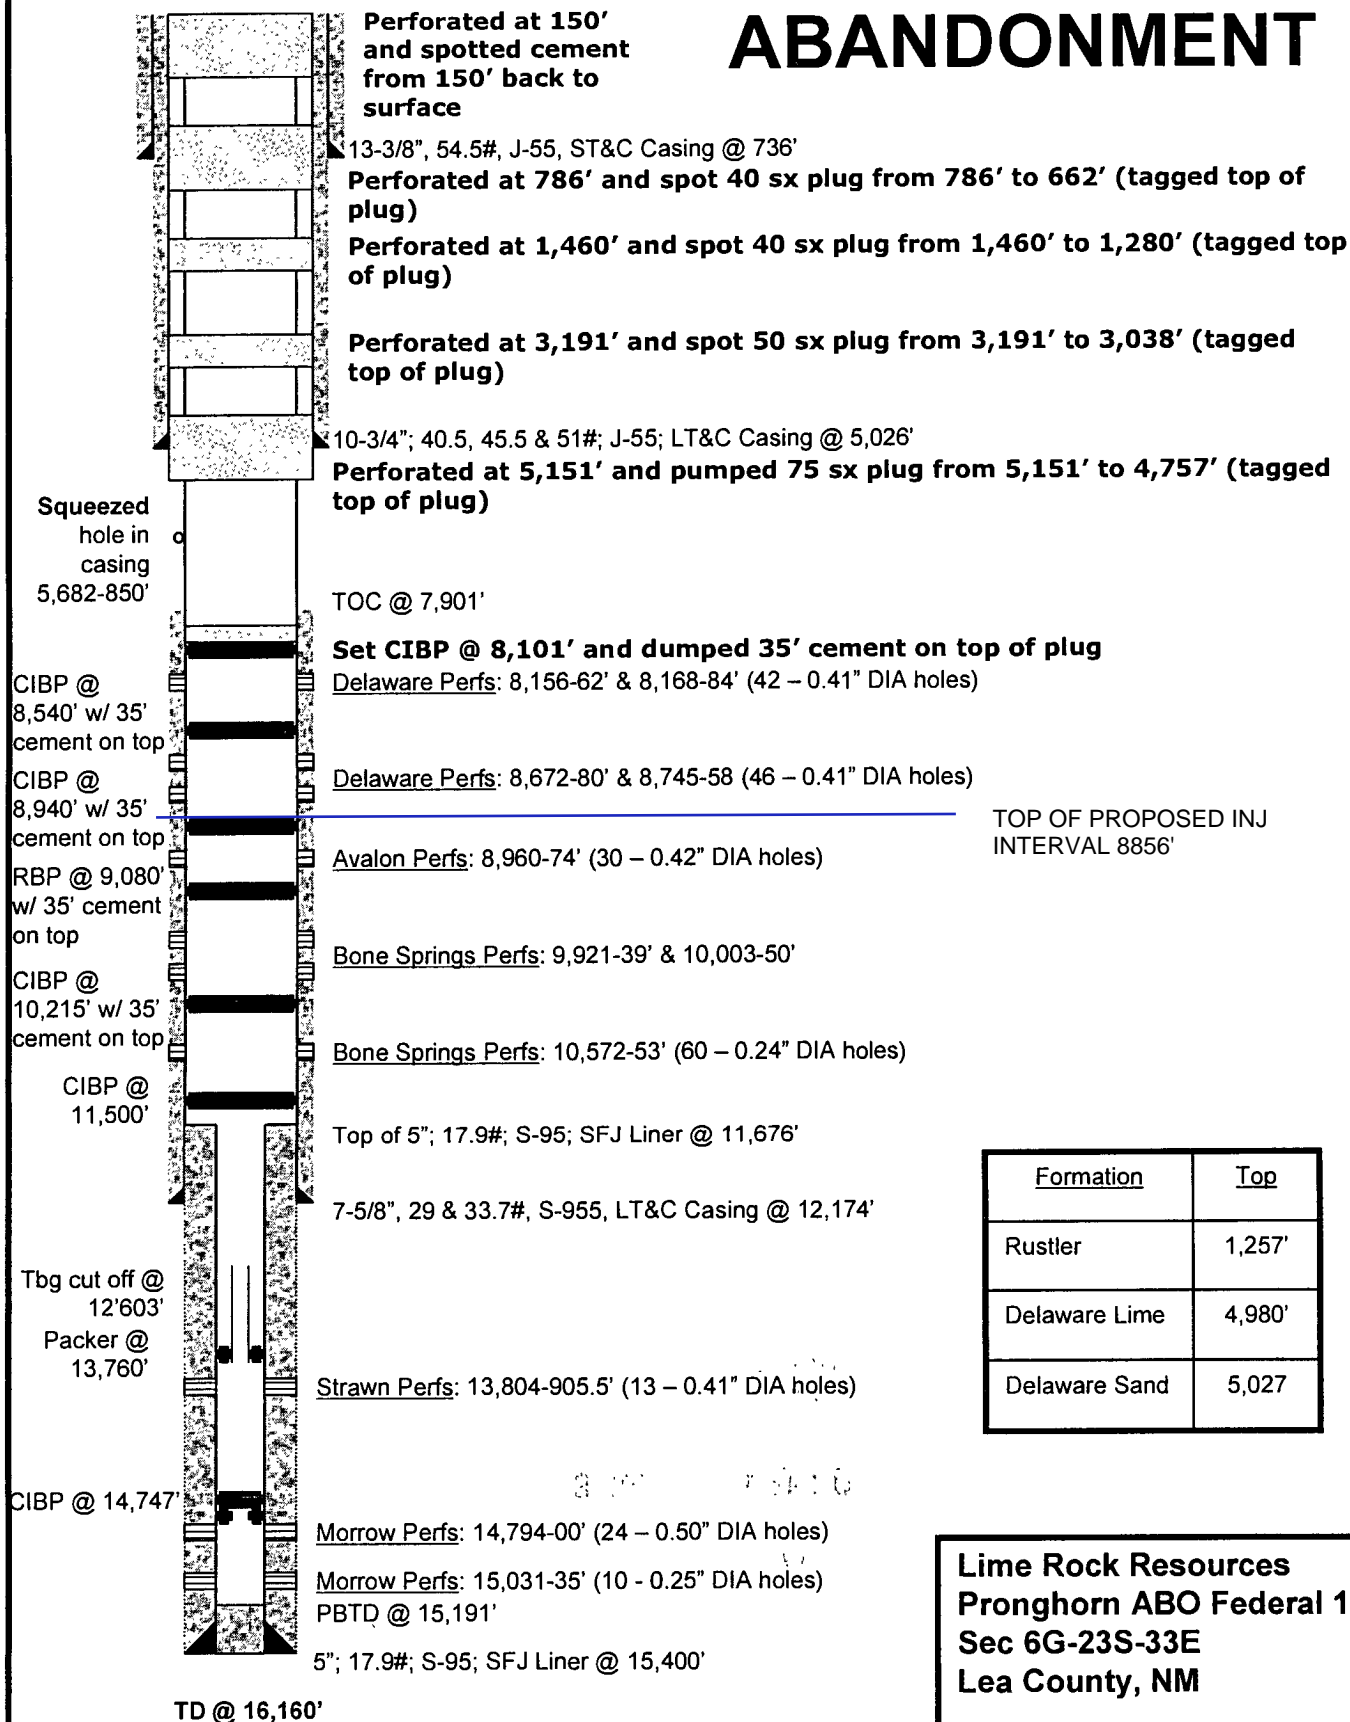 ABANDONMENT
Perforated at 150'
and spotted cement
from 150' back to
surface
13-3/8", 54.5#, J-55, ST&C Casing @ 736'
Perforated at 786' and spot 40 sx plug from 786' to 662' (tagged top of
plug)
Perforated at 1,460' and spot 40 sx plug from 1,460' to 1,280' (tagged top
of plug)
Perforated at 3,191' and spot 50 sx plug from 3,191' to 3,038' (tagged
top of plug)
10-3/4"; 40.5, 45.5 & 51#; J-55; LT&C Casing @ 5,026'
Perforated at 5,151' and pumped 75 sx plug from 5,151' to 4,757' (tagged
top of plug)
Squeezed
hole in
casing
5,682-850'
TOC @ 7,901'
Set CIBP @ 8,101' and dumped 35' cement on top of plug
CIBP @
8,540' w/ 35'
cement on top
Delaware Perfs: 8,156-62' & 8,168-84' (42 – 0.41" DIA holes)
CIBP @
8,940' w/ 35'
cement on top
Delaware Perfs: 8,672-80' & 8,745-58 (46 – 0.41" DIA holes)
TOP OF PROPOSED INJ
INTERVAL 8856'
Avalon Perfs: 8,960-74' (30 – 0.42" DIA holes)
RBP @ 9,080'
w/ 35' cement
on top
Bone Springs Perfs: 9,921-39' & 10,003-50'
CIBP @
10,215' w/ 35'
cement on top
Bone Springs Perfs: 10,572-53' (60 – 0.24" DIA holes)
CIBP @
11,500'
Top of 5"; 17.9#; S-95; SFJ Liner @ 11,676'
7-5/8", 29 & 33.7#, S-955, LT&C Casing @ 12,174'
Formation Top
Rustler 1,257'
Delaware Lime 4,980'
Delaware Sand 5,027
Tbg cut off @
12'603'
Packer @
13,760'
Strawn Perfs: 13,804-905.5' (13 – 0.41" DIA holes)
CIBP @ 14,747'
Morrow Perfs: 14,794-00' (24 – 0.50" DIA holes)
Morrow Perfs: 15,031-35' (10 - 0.25" DIA holes)
PBTD @ 15,191'
5"; 17.9#; S-95; SFJ Liner @ 15,400'
TD @ 16,160'
Lime Rock Resources
Pronghorn ABO Federal 1
Sec 6G-23S-33E
Lea County, NM